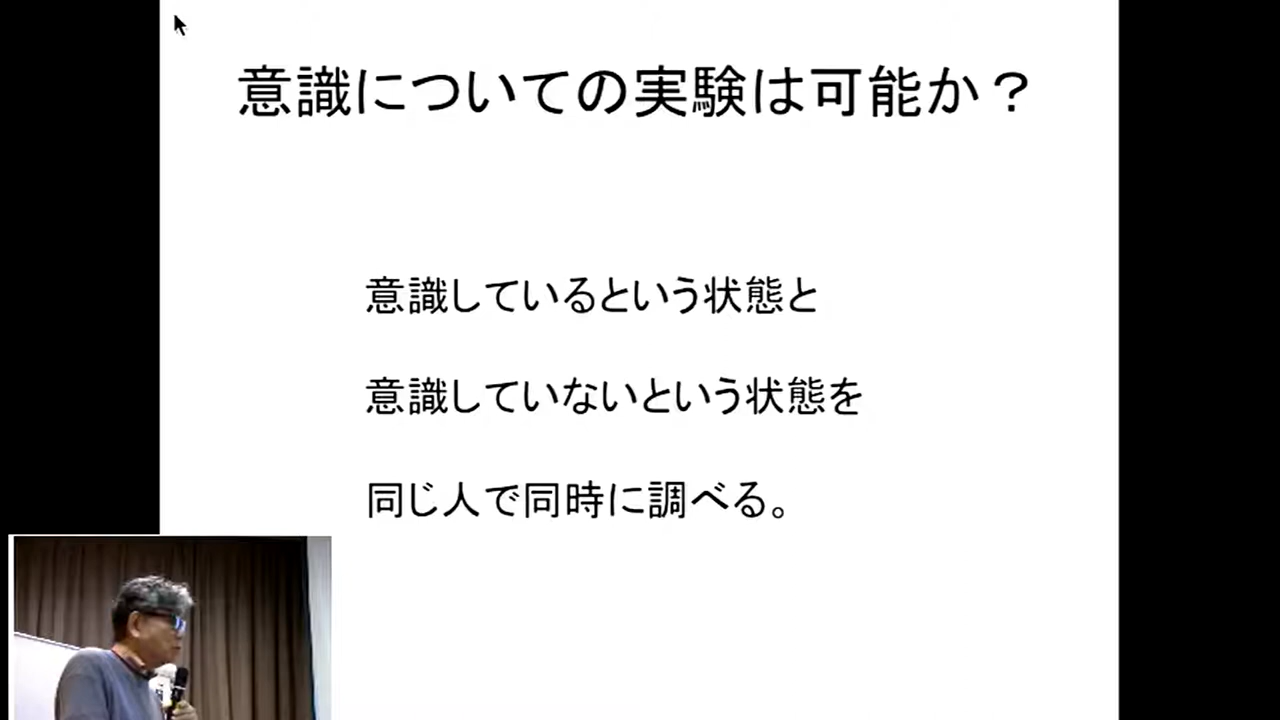 意識についての実験は可能か？
意識しているという状態と
意識していないという状態を
同じ人で同時に調べる。